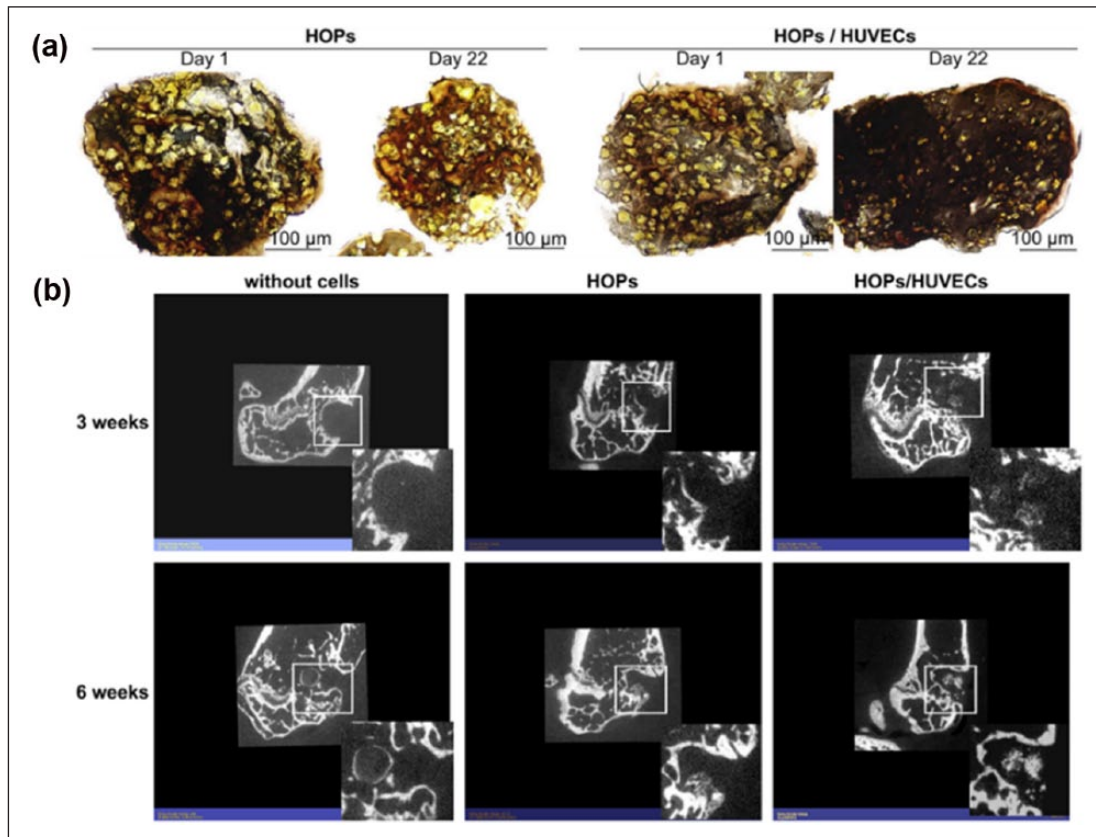 (a)
HOPs
HOPs / HUVECs
Day 1
Day 22
Day 1
Day 22
100 µm
100 µm
100 µm
100 µm
(b)
without cells
HOPs
HOPs/HUVECs
3 weeks
6 weeks